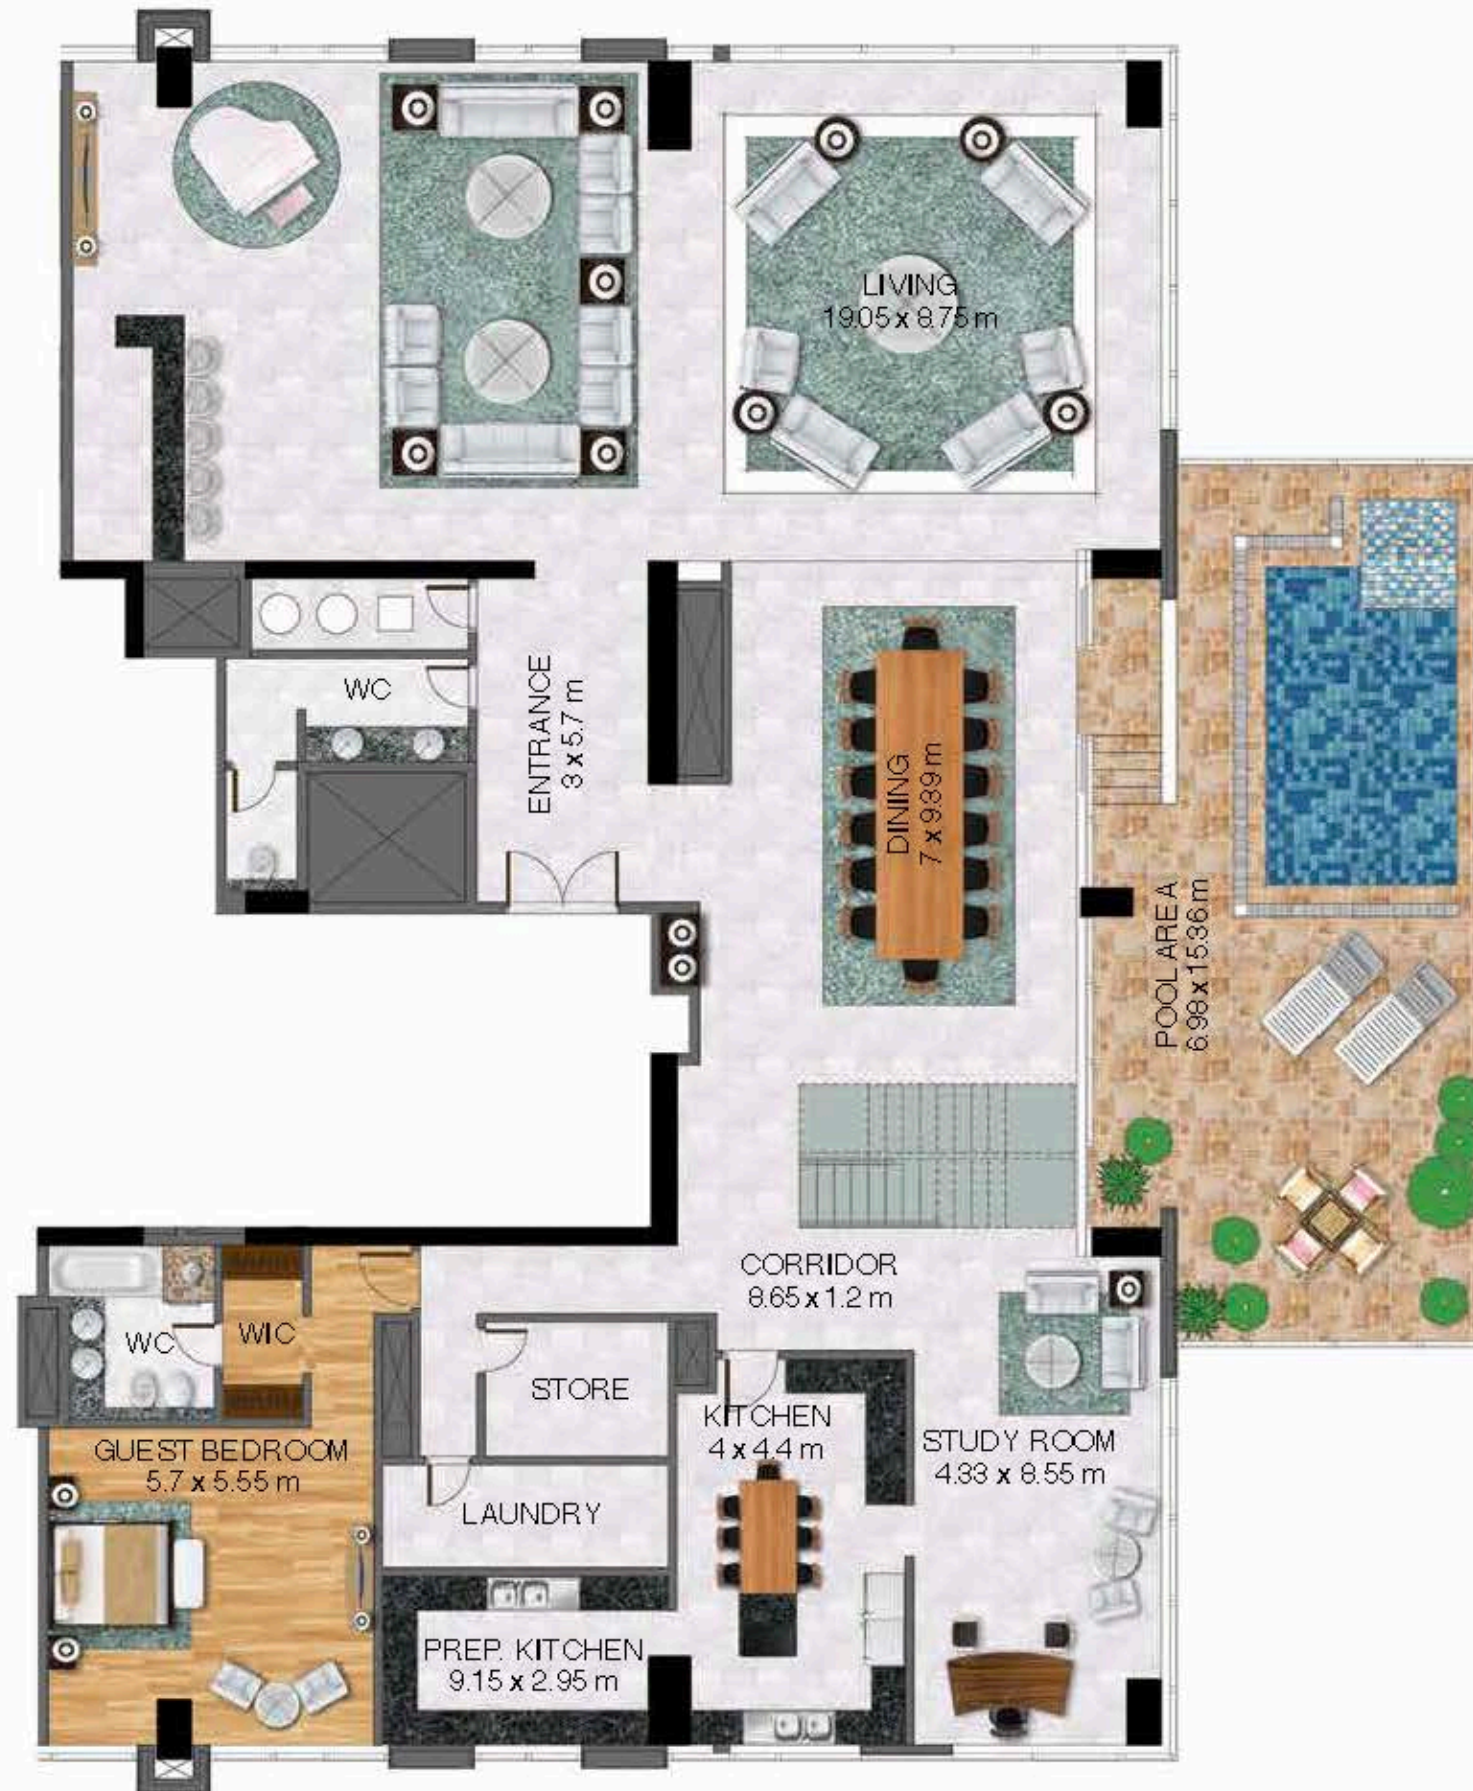 LIVING
19.05 x 8.75 m
WC
ENTRANCE
3 x 5.7 m
DINING
7 x 9.39 m
POOL AREA
6.98 x 15.36 m
CORRIDOR
8.65 x 1.2 m
WC
WIC
STORE
KITCHEN
4 x 4.4 m
GUEST BEDROOM
5.7 x 5.55 m
STUDY ROOM
4.33 x 8.55 m
LAUNDRY
PREP. KITCHEN
9.15 x 2.95 m